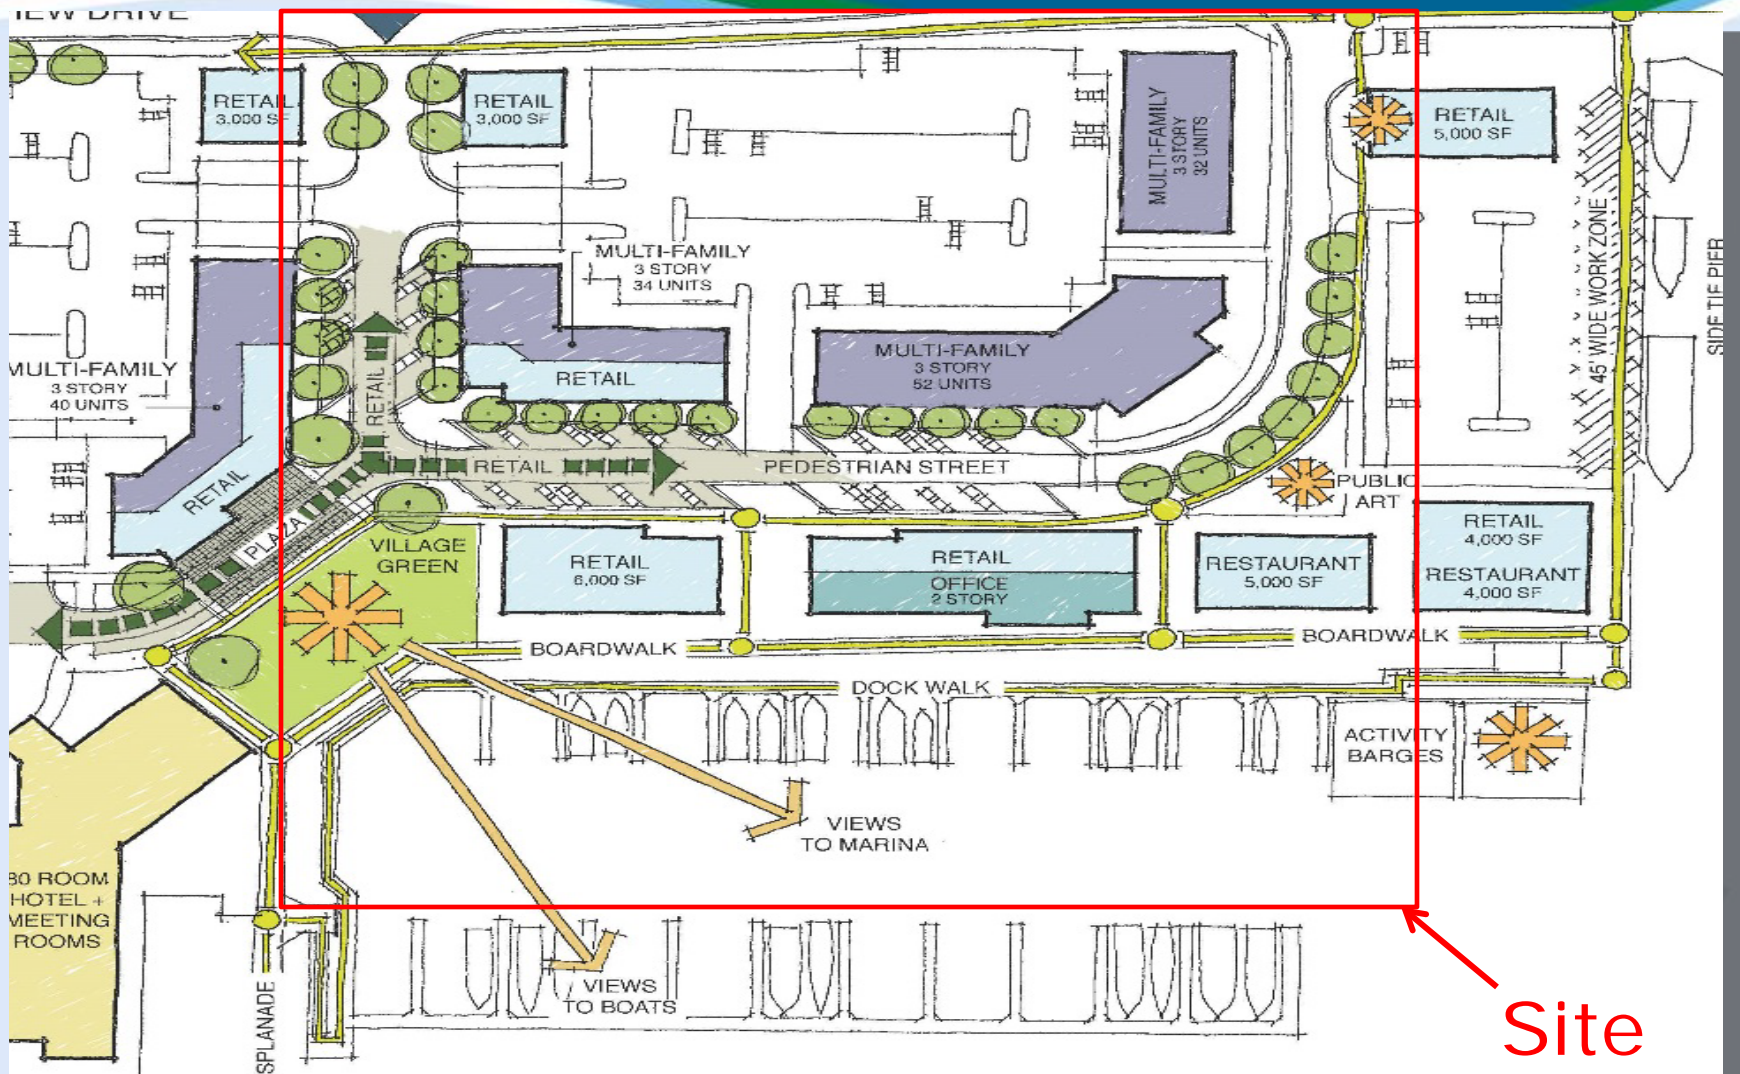 IEW DRIVE
RETAIL
3,000 SF
RETAIL
3,000 SF
MULTI-FAMILY
3 STORY
32 UNITS
RETAIL
5,000 SF
45' WIDE WORK ZONE
SIDE TIE PIER
MULTI-FAMILY
3 STORY
34 UNITS
MULTI-FAMILY
3 STORY
40 UNITS
RETAIL
RETAIL
RETAIL
MULTI-FAMILY
3 STORY
52 UNITS
RETAIL
PEDESTRIAN STREET
PUBLIC
ART
PLAZA
VILLAGE
GREEN
RETAIL
6,000 SF
RETAIL
OFFICE
2 STORY
RESTAURANT
5,000 SF
RETAIL
4,000 SF
RESTAURANT
4,000 SF
BOARDWALK
BOARDWALK
DOCK WALK
ACTIVITY
BARGES
VIEWS
TO MARINA
30 ROOM
HOTEL +
MEETING
ROOMS
VIEWS
TO BOATS
SPLANADE
Site